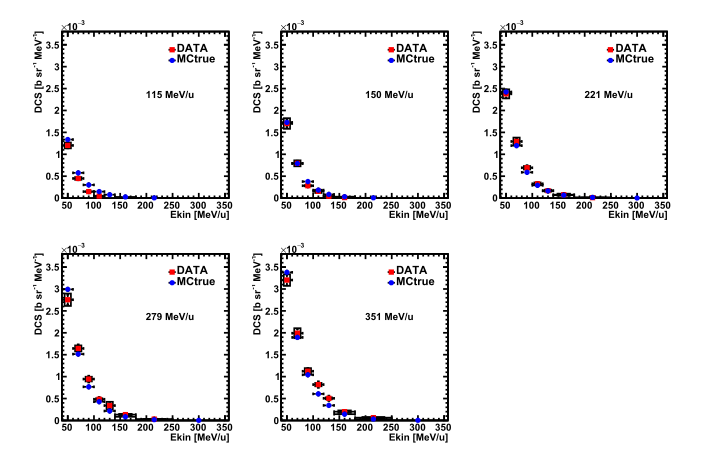 ×10⁻³
DCS [b sr⁻¹ MeV⁻¹]
3.5
3
2.5
2
1.5
1
0.5
0
DATA
MCtrue
115 MeV/u
50 100 150 200 250 300 350
Ekin [MeV/u]
×10⁻³
DCS [b sr⁻¹ MeV⁻¹]
3.5
3
2.5
2
1.5
1
0.5
0
DATA
MCtrue
150 MeV/u
50 100 150 200 250 300 350
Ekin [MeV/u]
×10⁻³
DCS [b sr⁻¹ MeV⁻¹]
3.5
3
2.5
2
1.5
1
0.5
0
DATA
MCtrue
221 MeV/u
50 100 150 200 250 300 350
Ekin [MeV/u]
×10⁻³
DCS [b sr⁻¹ MeV⁻¹]
3.5
3
2.5
2
1.5
1
0.5
0
DATA
MCtrue
279 MeV/u
50 100 150 200 250 300 350
Ekin [MeV/u]
×10⁻³
DCS [b sr⁻¹ MeV⁻¹]
3.5
3
2.5
2
1.5
1
0.5
0
DATA
MCtrue
351 MeV/u
50 100 150 200 250 300 350
Ekin [MeV/u]